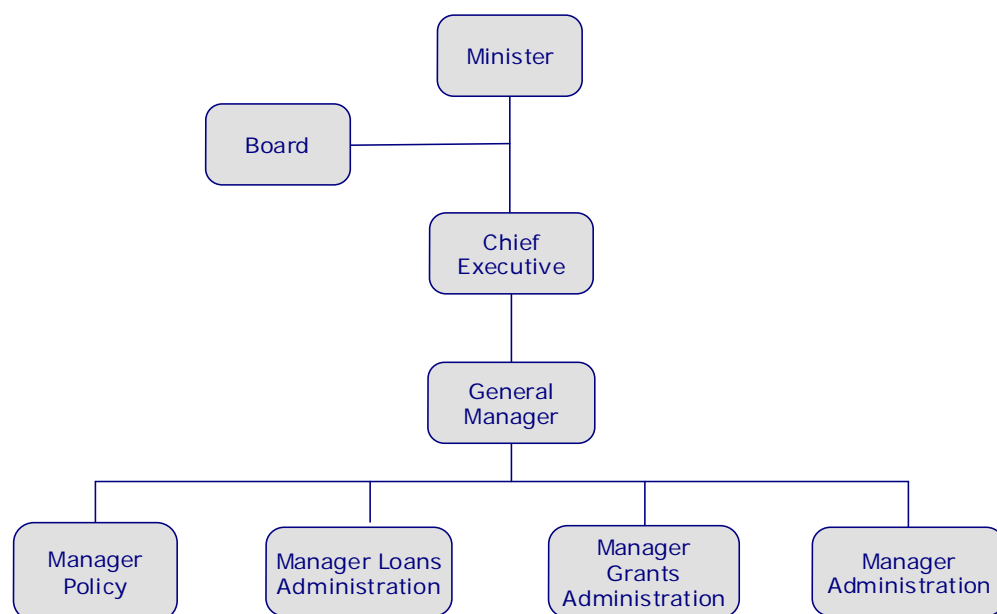 Minister
Board
Chief
Executive
General
Manager
Manager
Policy
Manager Loans
Administration
Manager
Grants
Administration
Manager
Administration